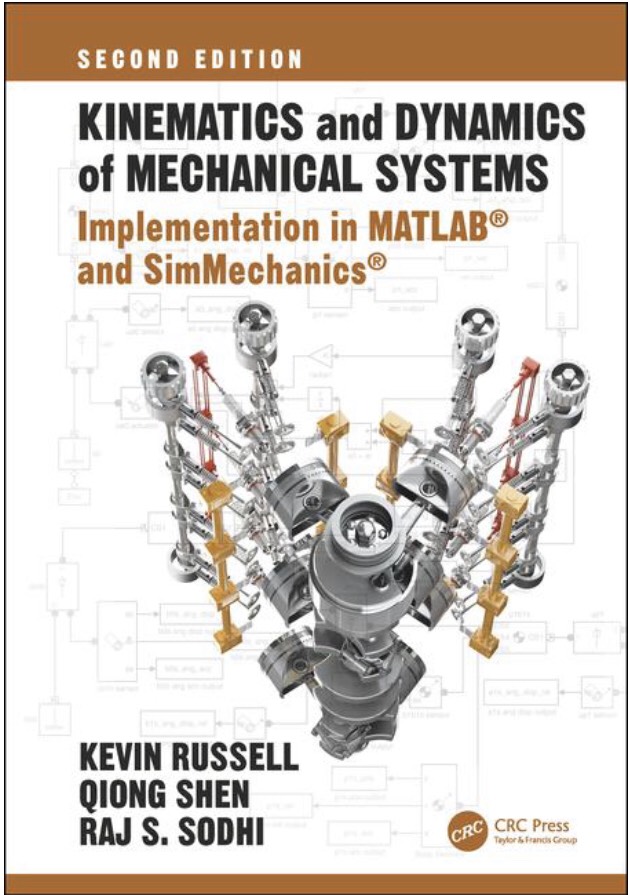 SECOND EDITION
KINEMATICS and DYNAMICS
of MECHANICAL SYSTEMS
Implementation in MATLAB®
and SimMechanics®
KEVIN RUSSELL
QIONG SHEN
RAJ S. SODHI
CRC
CRC Press
Taylor & Francis Group